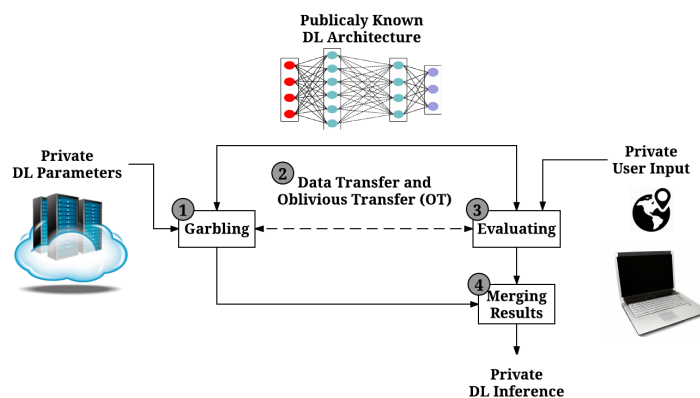 Publicaly Known
DL Architecture
Private
DL Parameters
Private
User Input
2
Data Transfer and
Oblivious Transfer (OT)
1
Garbling
3
Evaluating
4
Merging
Results
Private
DL Inference